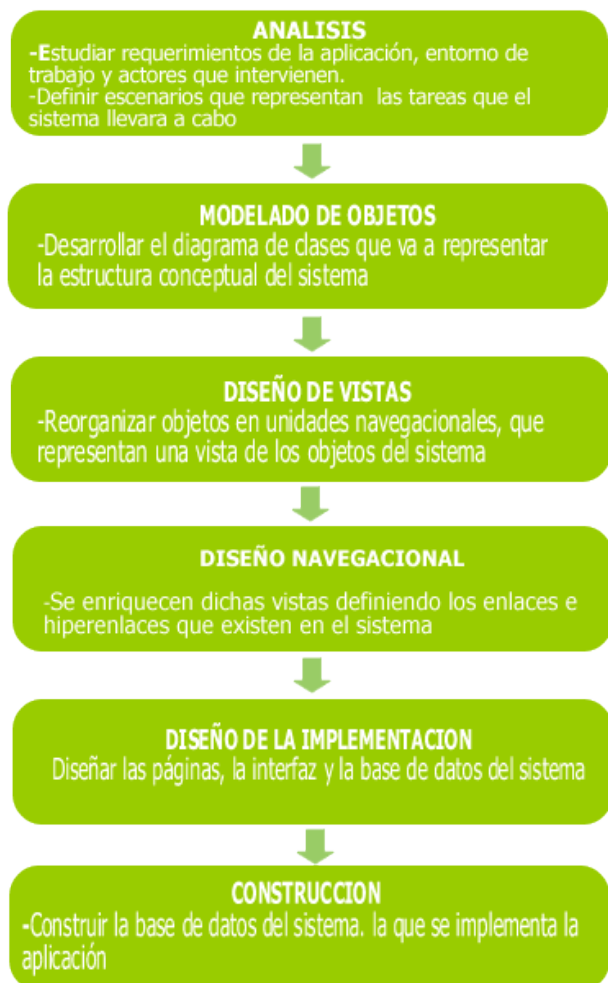 ANALISIS
-Estudiar requerimientos de la aplicación, entorno de
trabajo y actores que intervienen.
-Definir escenarios que representan las tareas que el
sistema llevara a cabo
MODELADO DE OBJETOS
-Desarrollar el diagrama de clases que va a representar
la estructura conceptual del sistema
DISEÑO DE VISTAS
-Reorganizar objetos en unidades navegacionales, que
representan una vista de los objetos del sistema
DISEÑO NAVEGACIONAL
-Se enriquecen dichas vistas definiendo los enlaces e
hiperenlaces que existen en el sistema
DISEÑO DE LA IMPLEMENTACION
Diseñar las páginas, la interfaz y la base de datos del sistema
CONSTRUCCION
-Construir la base de datos del sistema. la que se implementa la
aplicación